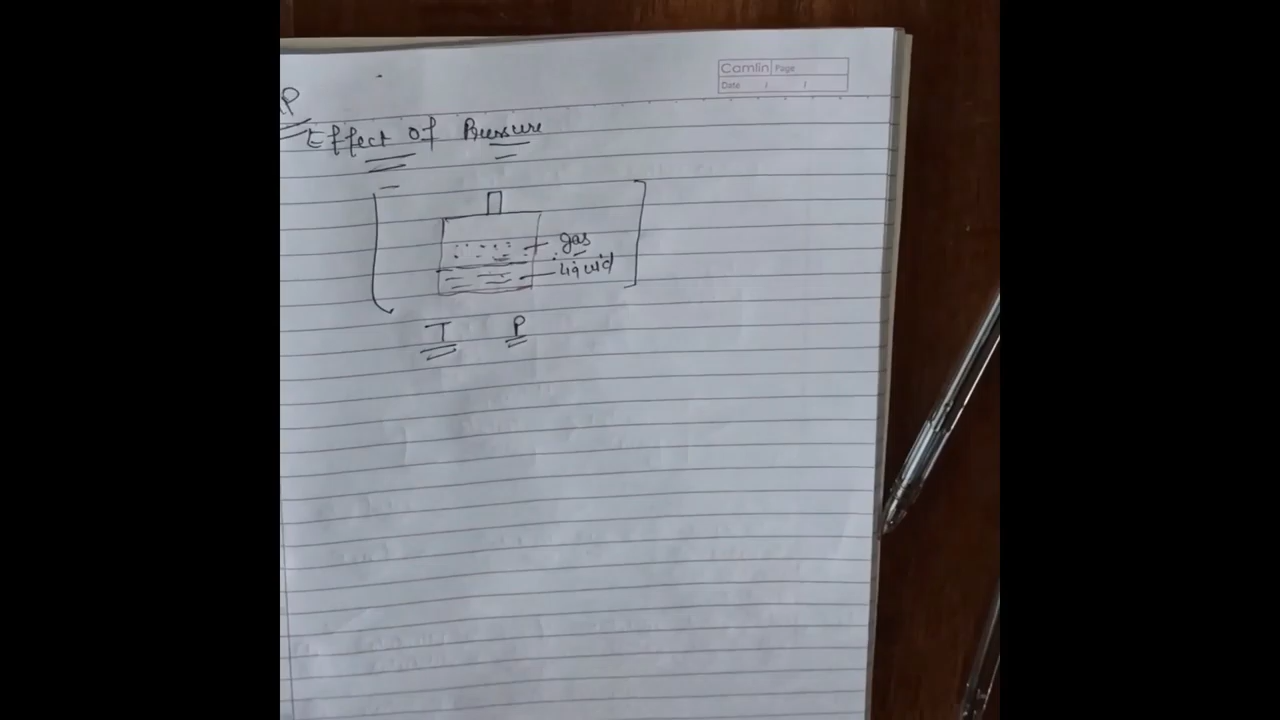 Camlin Page
Date / /
P
Effect Of Pressure
gas
Liquid
T P